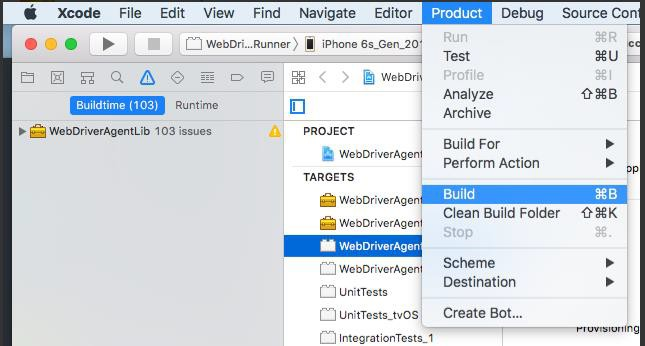 Xcode File Edit View Find Navigate Editor Product Debug Source Cont
WebDri...Runner iPhone 6s_Gen_201
Buildtime (103) Runtime
WebDriverAgentLib 103 issues
WebDriv
PROJECT
WebDriverAgent
TARGETS
WebDriverAgent
WebDriverAgent
WebDriverAgent
WebDriverAgent
UnitTests
UnitTests_tvOS
IntegrationTests_1
Run ⌘R
Test ⌘U
Profile ⌘I
Analyze ⇧⌘B
Archive
Build For
Perform Action
Build ⌘B
Clean Build Folder ⇧⌘K
Stop ⌘.
Scheme
Destination
Create Bot...
Provisioning